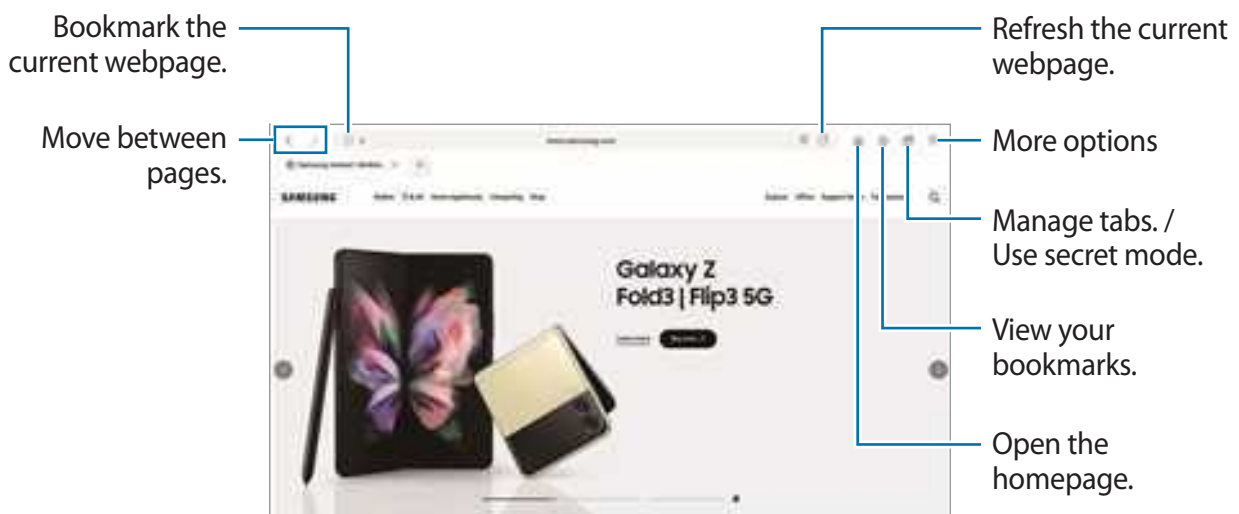 Bookmark the
current webpage.
Move between
pages.
Refresh the current
webpage.
More options
Manage tabs. /
Use secret mode.
View your
bookmarks.
Open the
homepage.
SAMSUNG
Galaxy Z
Fold3 | Flip3 5G